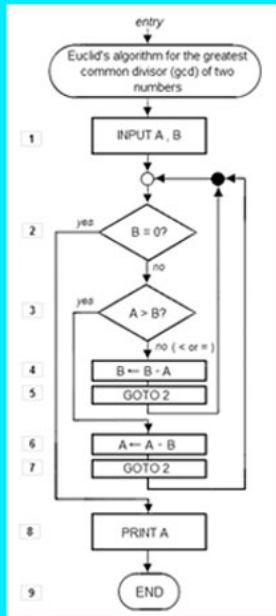 entry
Euclid's algorithm for the greatest
common divisor (gcd) of two
numbers
1
INPUT A , B
2
yes
B = 0?
no
3
yes
A > B?
no ( < or = )
4
B ← B - A
5
GOTO 2
6
A ← A - B
7
GOTO 2
8
PRINT A
9
END